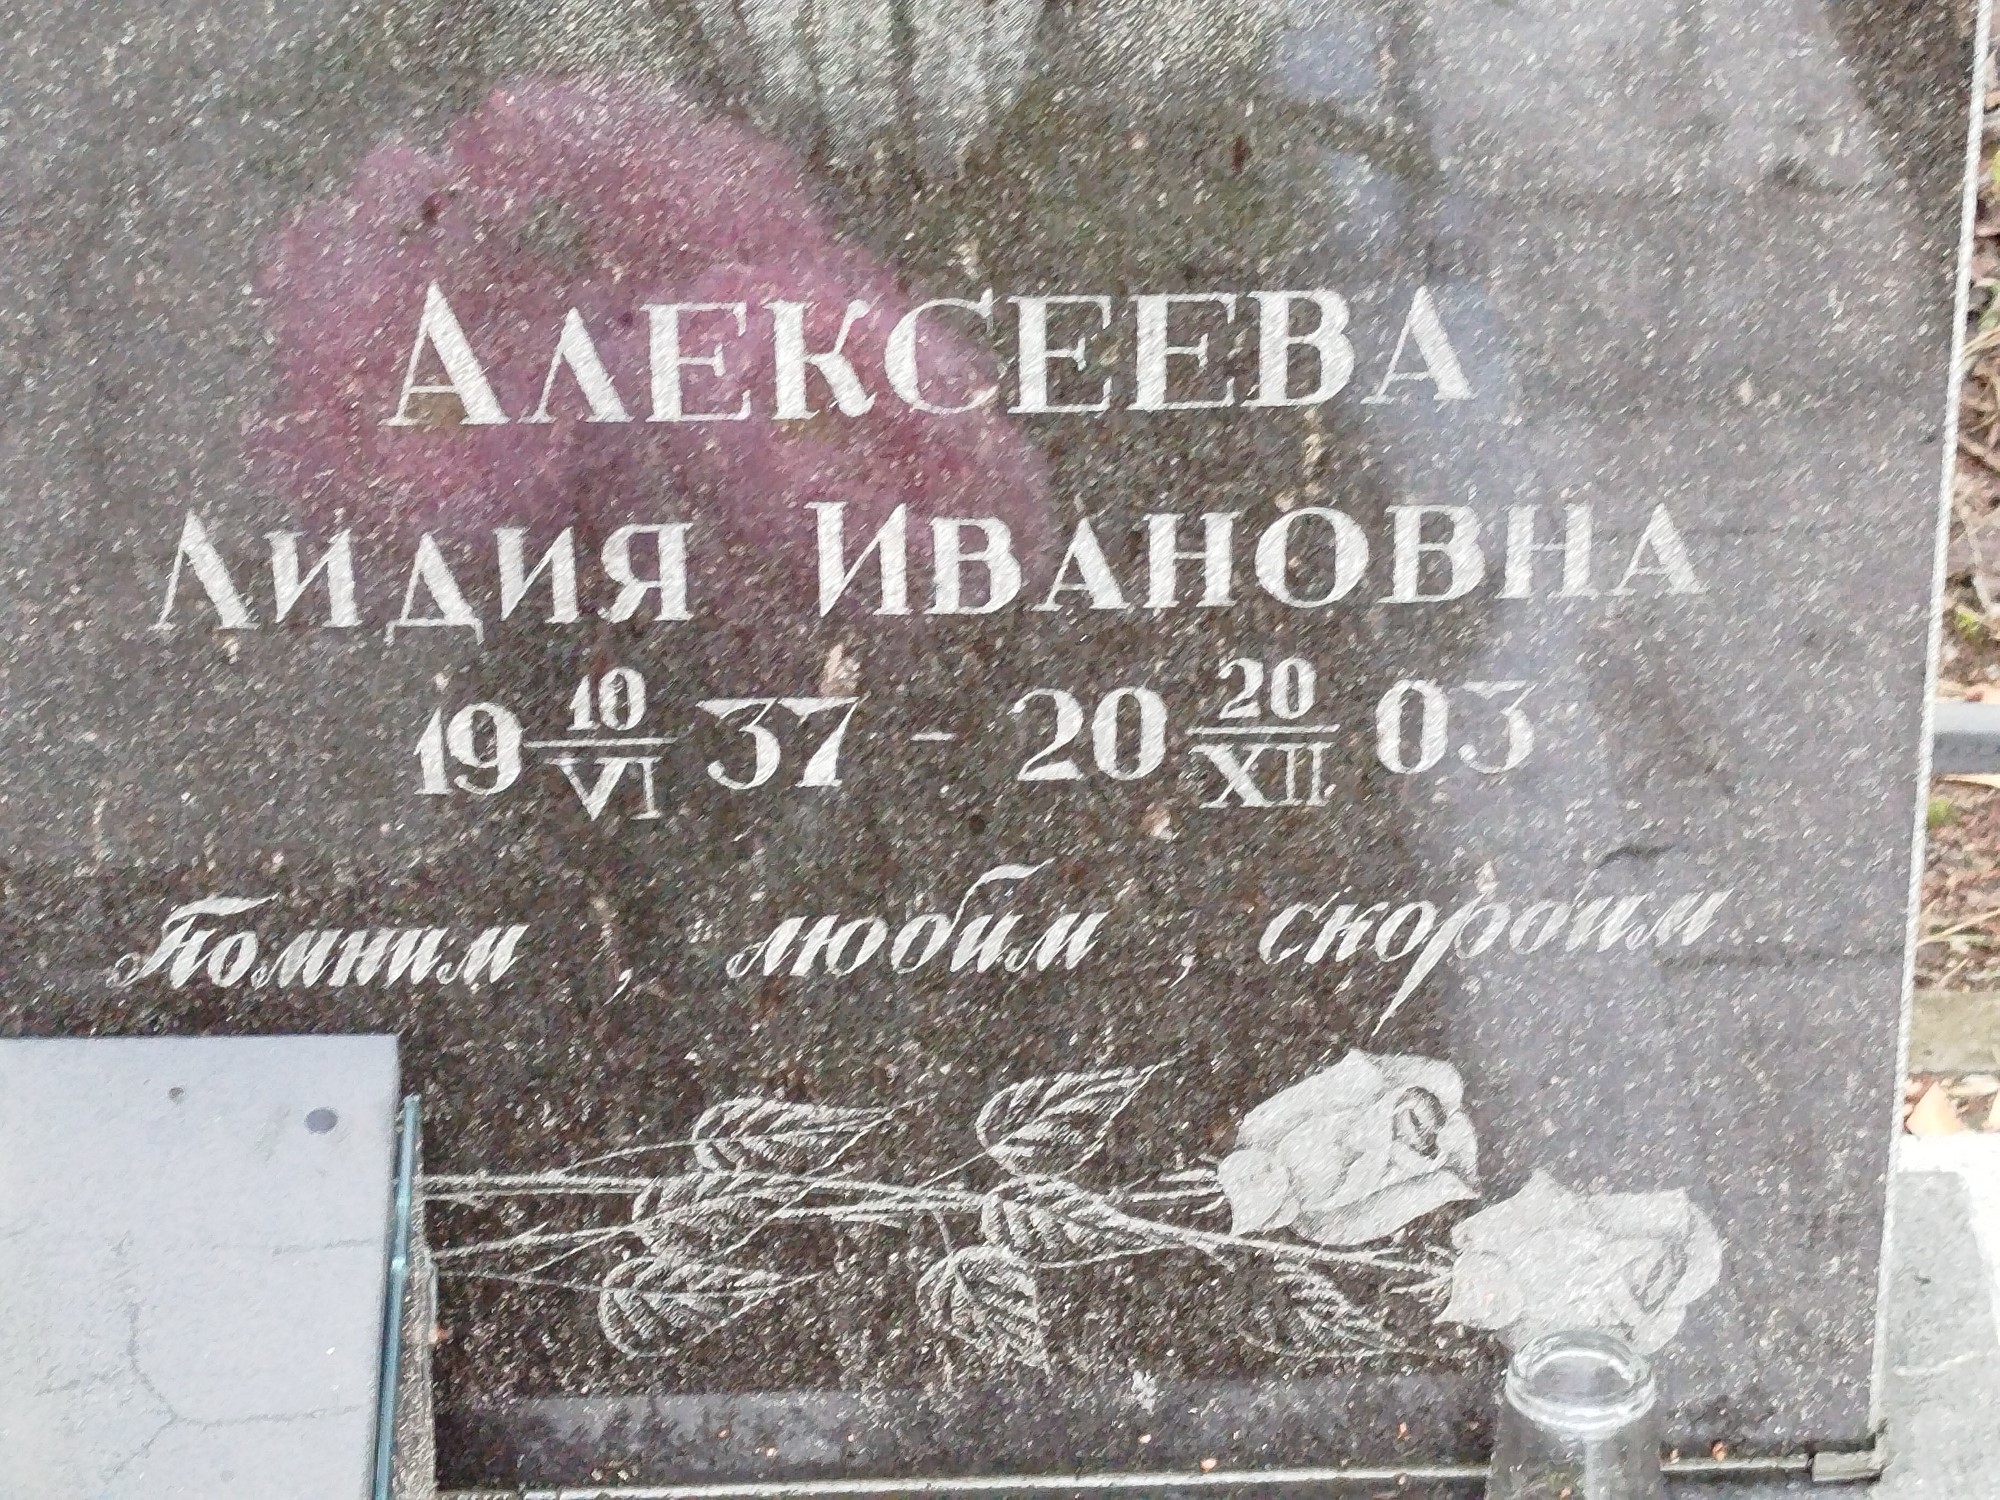 АЛЕКСЕЕВА
ЛИДИЯ ИВАНОВНА
19 10/VI 37 - 20 20/XII 03
Помним, любим, скорбим.